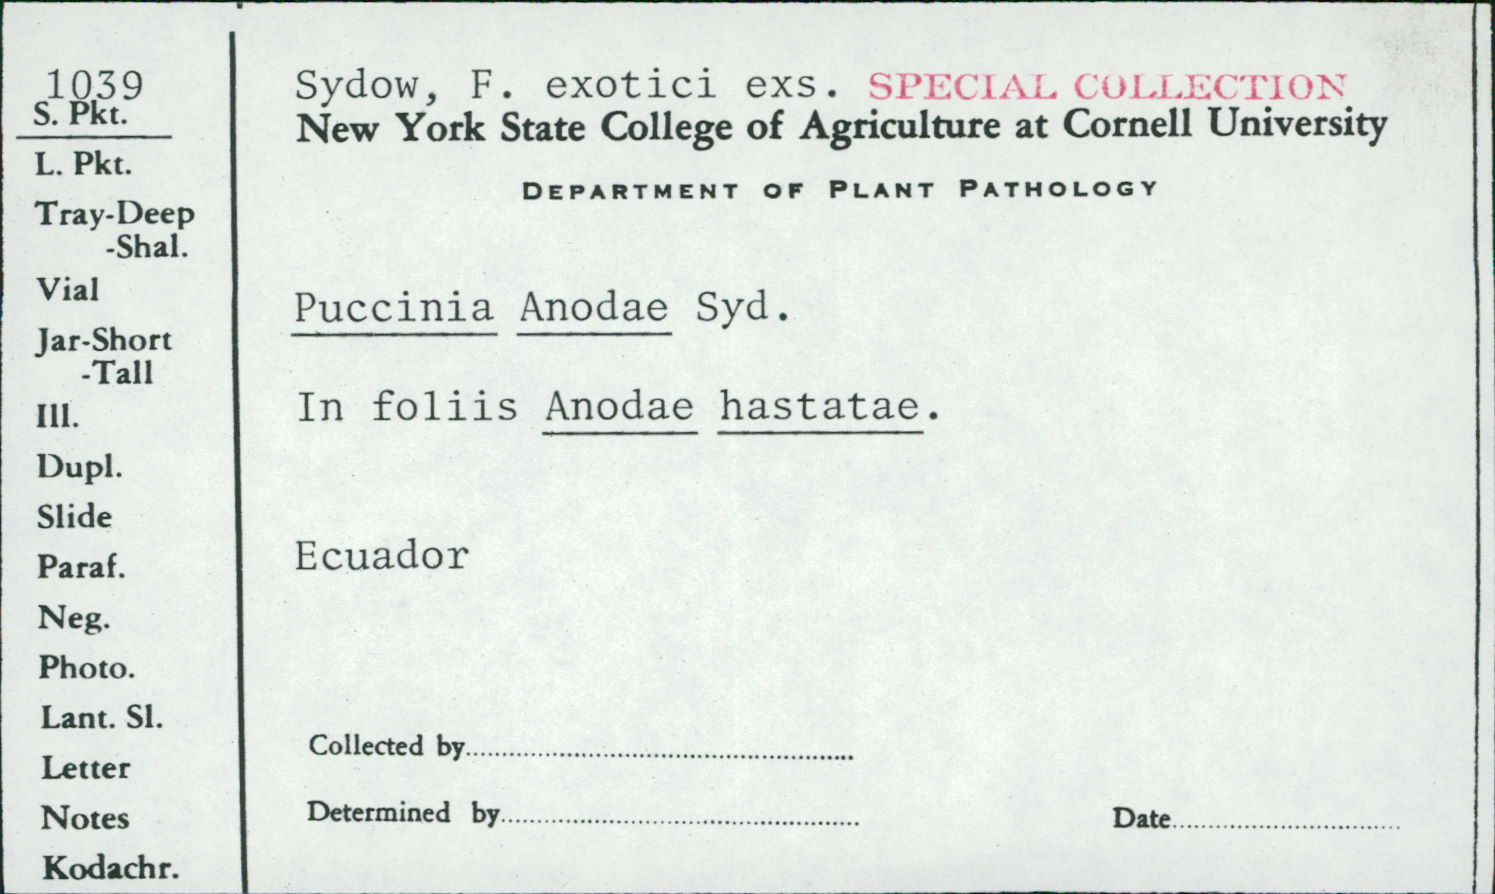 1039
S. Pkt.
L. Pkt.
Tray-Deep
-Shal.
Vial
Jar-Short
-Tall
Ill.
Dupl.
Slide
Paraf.
Neg.
Photo.
Lant. Sl.
Letter
Notes
Kodachr.
Sydow, F. exotici exs. SPECIAL COLLECTION
New York State College of Agriculture at Cornell University
DEPARTMENT OF PLANT PATHOLOGY
Puccinia Anodae Syd.
In foliis Anodae hastatae.
Ecuador
Collected by
Determined by
Date